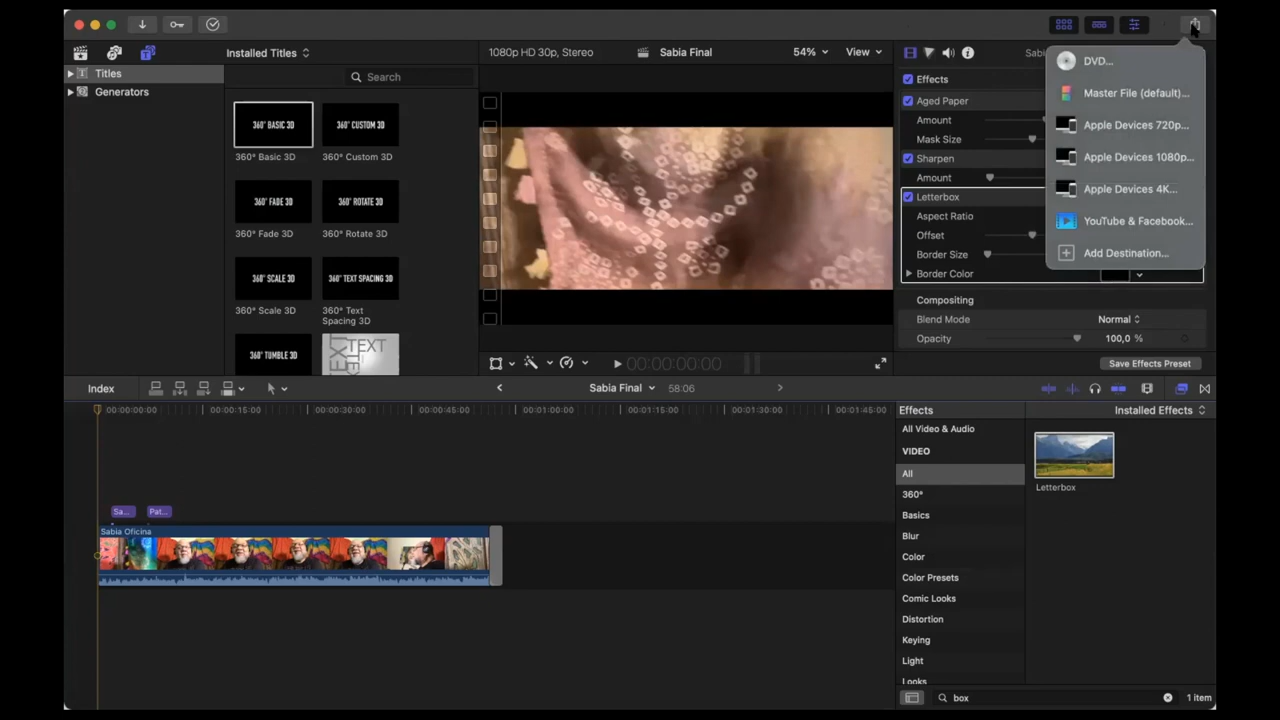 Installed Titles
1080p HD 30p, Stereo
Sabia Final
54%
View
Sabi
Titles
Generators
Search
360° BASIC 3D
360° CUSTOM 3D
360° Basic 3D
360° Custom 3D
360° FADE 3D
360° ROTATE 3D
360° Fade 3D
360° Rotate 3D
360° SCALE 3D
360° TEXT SPACING 3D
360° Scale 3D
360° Text
Spacing 3D
360° TUMBLE 3D
TEXT
TEXT
Effects
Aged Paper
Amount
Mask Size
Sharpen
Amount
Letterbox
Aspect Ratio
Offset
Border Size
Border Color
Compositing
Blend Mode
Normal
Opacity
100,0 %
Save Effects Preset
DVD...
Master File (default)...
Apple Devices 720p...
Apple Devices 1080p...
Apple Devices 4K...
YouTube & Facebook...
Add Destination...
00:00:00:00
Index
Sabia Final
58:06
00:00:00:00
00:00:15:00
00:00:30:00
00:00:45:00
00:01:00:00
00:01:15:00
00:01:30:00
00:01:45:00
Sa...
Pat...
Sabia Oficina
Effects
Installed Effects
All Video & Audio
VIDEO
All
360°
Basics
Blur
Color
Color Presets
Comic Looks
Distortion
Keying
Light
Looks
Letterbox
box
1 item